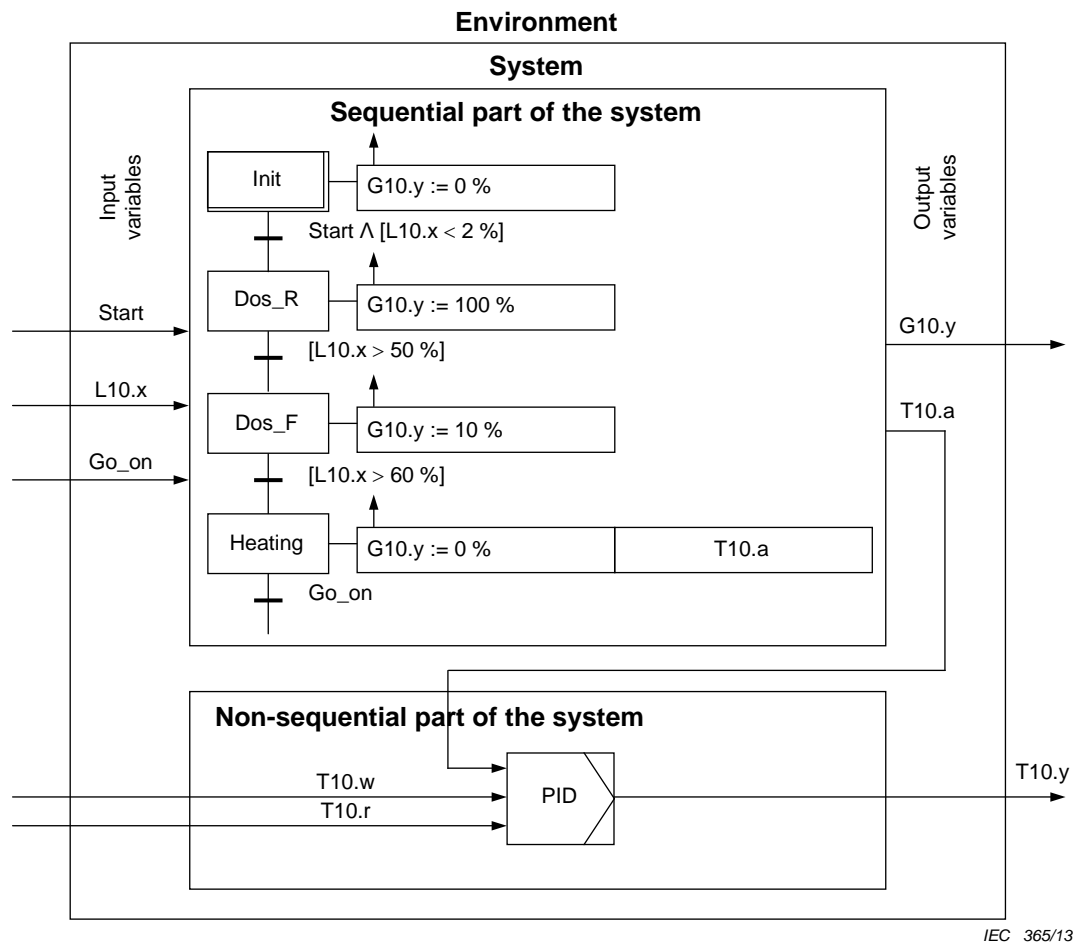 Environment
System
Sequential part of the system
Input
variables
Output
variables
Init
G10.y := 0 %
Start Λ [L10.x < 2 %]
Dos_R
G10.y := 100 %
Start
G10.y
[L10.x > 50 %]
L10.x
T10.a
Dos_F
G10.y := 10 %
Go_on
[L10.x > 60 %]
Heating
G10.y := 0 %
T10.a
Go_on
Non-sequential part of the system
T10.w
PID
T10.y
T10.r
IEC 365/13